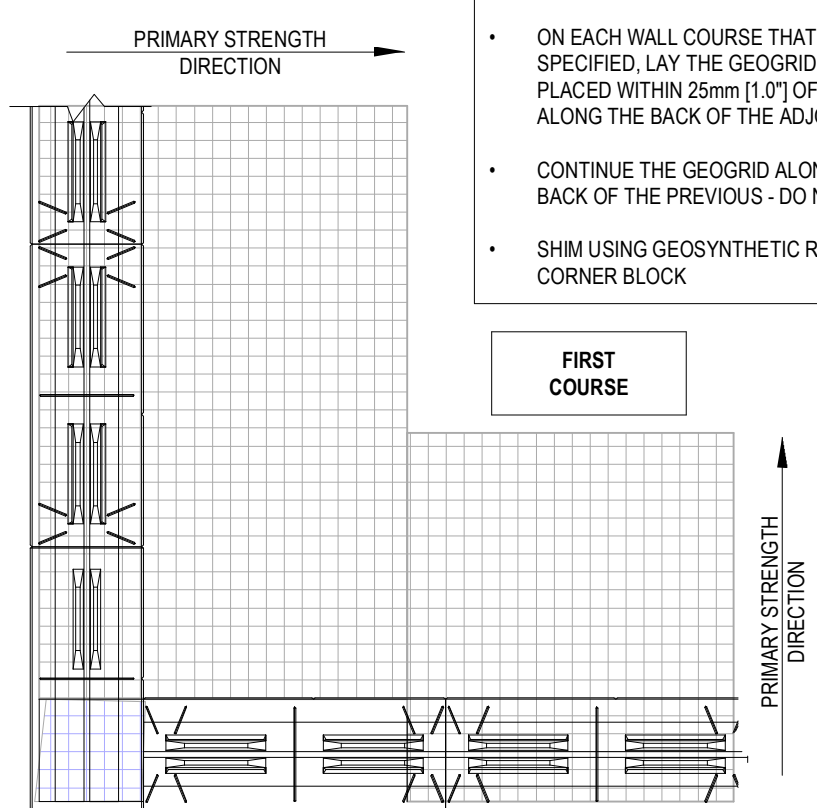 PRIMARY STRENGTH
DIRECTION
• ON EACH WALL COURSE THAT
SPECIFIED, LAY THE GEOGRID
PLACED WITHIN 25mm [1.0"] OF
ALONG THE BACK OF THE
• CONTINUE THE GEOGRID
BACK OF THE PREVIOUS - DO
• SHIM USING GEOSYNTHETIC
CORNER BLOCK
FIRST
COURSE
PRIMARY STRENGTH
DIRECTION